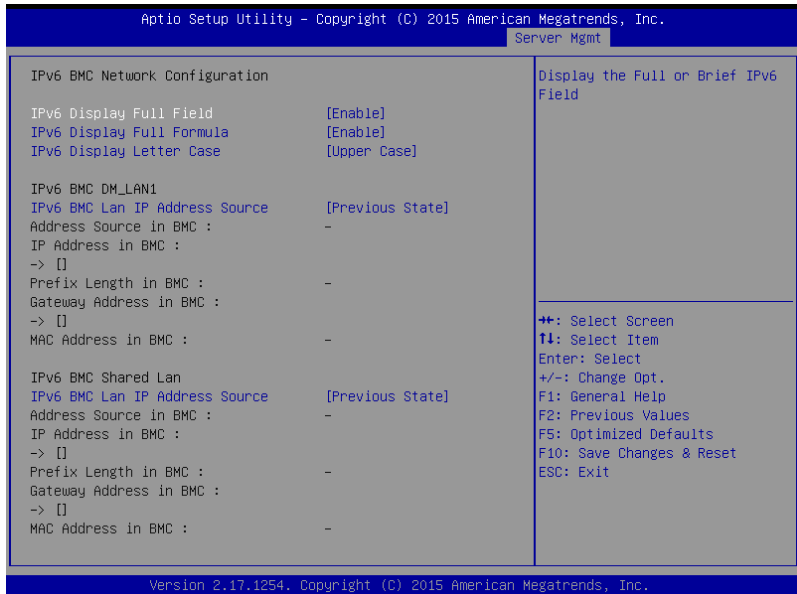 Aptio Setup Utility – Copyright (C) 2015 American Megatrends, Inc.
Server Mgmt
IPv6 BMC Network Configuration
IPv6 Display Full Field [Enable]
IPv6 Display Full Formula [Enable]
IPv6 Display Letter Case [Upper Case]
IPv6 BMC DM_LAN1
IPv6 BMC Lan IP Address Source [Previous State]
Address Source in BMC : –
IP Address in BMC :
–> []
Prefix Length in BMC : –
Gateway Address in BMC :
–> []
MAC Address in BMC : –
IPv6 BMC Shared Lan
IPv6 BMC Lan IP Address Source [Previous State]
Address Source in BMC : –
IP Address in BMC :
–> []
Prefix Length in BMC : –
Gateway Address in BMC :
–> []
MAC Address in BMC : –
Display the Full or Brief IPv6
Field
→←: Select Screen
↑↓: Select Item
Enter: Select
+/–: Change Opt.
F1: General Help
F2: Previous Values
F5: Optimized Defaults
F10: Save Changes & Reset
ESC: Exit
Version 2.17.1254. Copyright (C) 2015 American Megatrends, Inc.